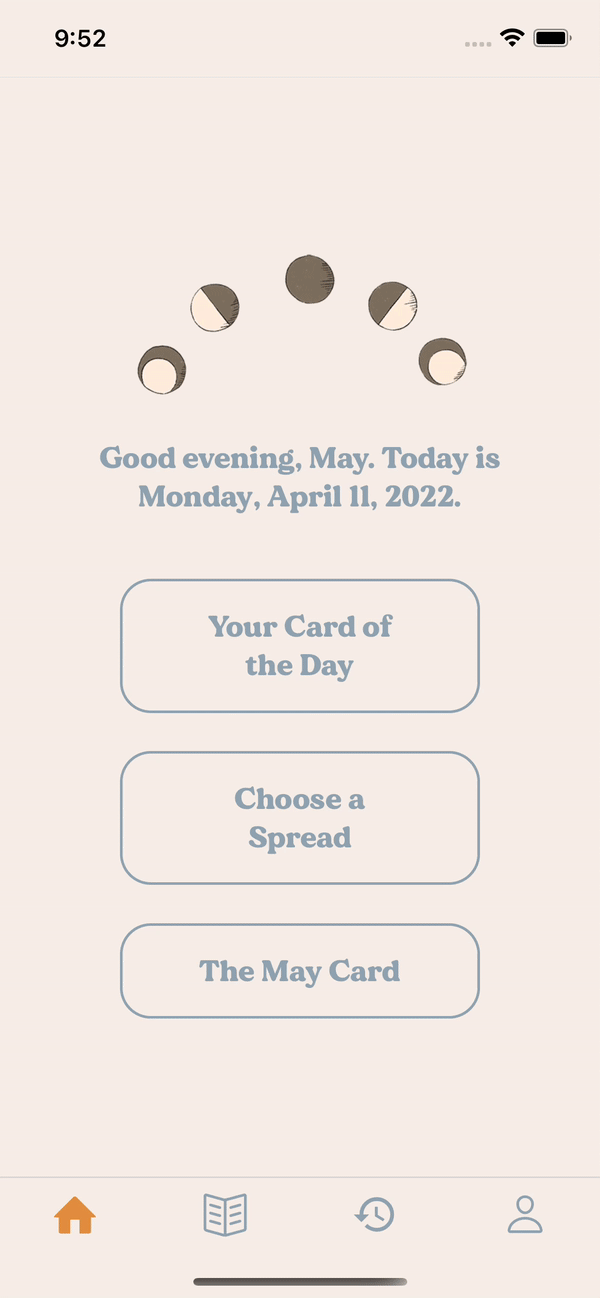 9:52
Good evening, May. Today is
Monday, April 11, 2022.
Your Card of
the Day
Choose a
Spread
The May Card